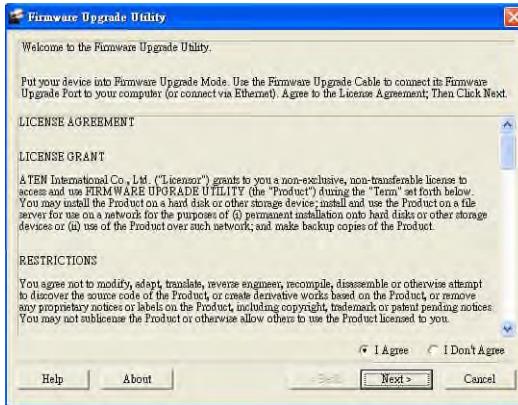 Firmware Upgrade Utility
Welcome to the Firmware Upgrade Utility.
Put your device into Firmware Upgrade Mode. Use the Firmware Upgrade Cable to connect its Firmware
Upgrade Port to your computer (or connect via Ethernet). Agree to the License Agreement; Then Click Next.
LICENSE AGREEMENT
LICENSE GRANT
ATEN International Co., Ltd. ("Licensor") grants to you a non-exclusive, non-transferable license to
access and use FIRMWARE UPGRADE UTILITY (the "Product") during the "Term" set forth below.
You may install the Product on a hard disk or other storage device; install and use the Product on a file
server for use on a network for the purposes of (i) permanent installation onto hard disks or other storage
devices or (ii) use of the Product over such network; and make backup copies of the Product.
RESTRICTIONS
You agree not to modify, adapt, translate, reverse engineer, recompile, disassemble or otherwise attempt
to discover the source code of the Product, or create derivative works based on the Product, or remove
any proprietary notices or labels on the Product, including copyright, trademark or patent pending notices.
You may not sublicense the Product or otherwise allow others to use the Product licensed to you.
I Agree I Don't Agree
Help About < Back Next > Cancel